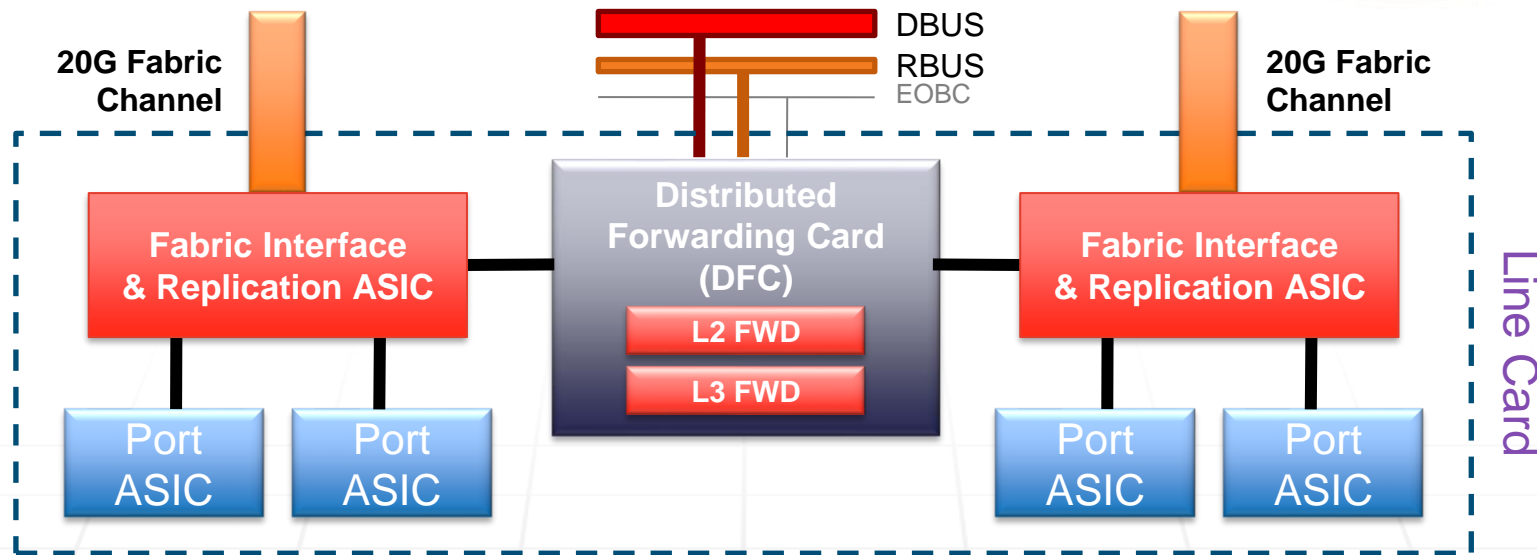 20G Fabric
Channel
DBUS
RBUS
EOBC
20G Fabric
Channel
Fabric Interface
& Replication ASIC
Distributed
Forwarding Card
(DFC)
L2 FWD
L3 FWD
Fabric Interface
& Replication ASIC
Port
ASIC
Port
ASIC
Port
ASIC
Port
ASIC
Line Card